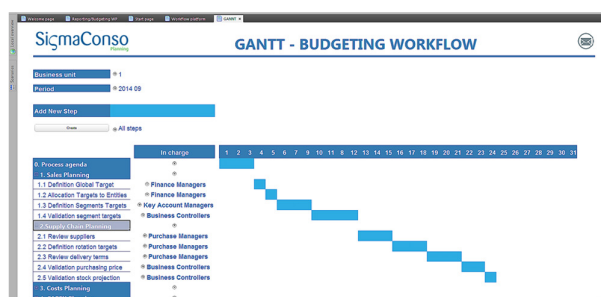 Welcome page Reporting/Budgeting WF Start page Workflow platform GANTT
SigmaConso
Planning
GANTT - BUDGETING WORKFLOW
Business unit 1
Period 2014 09
Add New Step
All steps
In charge 1 2 3 4 5 6 7 8 9 10 11 12 13 14 15 16 17 18 19 20 21 22 23 24 25 26 27 28 29 30 31
0. Process agenda
1. Sales Planning
1.1 Definition Global Target Finance Managers
1.2 Allocation Targets to Entities Finance Managers
1.3 Definition Segments Targets Key Account Managers
1.4 Validation segment targets Business Controllers
2.Supply Chain Planning
2.1 Review suppliers Purchase Managers
2.2 Definition rotation targets Purchase Managers
2.3 Review delivery terms Purchase Managers
2.4 Validation purchasing price Business Controllers
2.5 Validation stock projection Business Controllers
3. Costs Planning